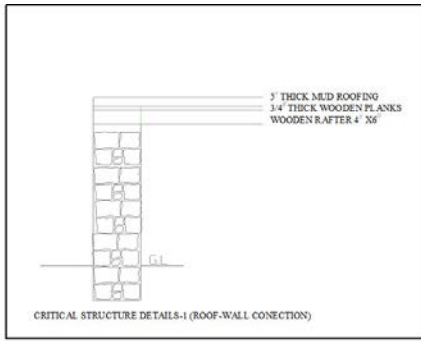 5" THICK MUD ROOFING
3/4" THICK WOODEN PLANKS
WOODEN RAFTER 4" X6"
GL
CRITICAL STRUCTURE DETAILS-1 (ROOF-WALL CONECTION)